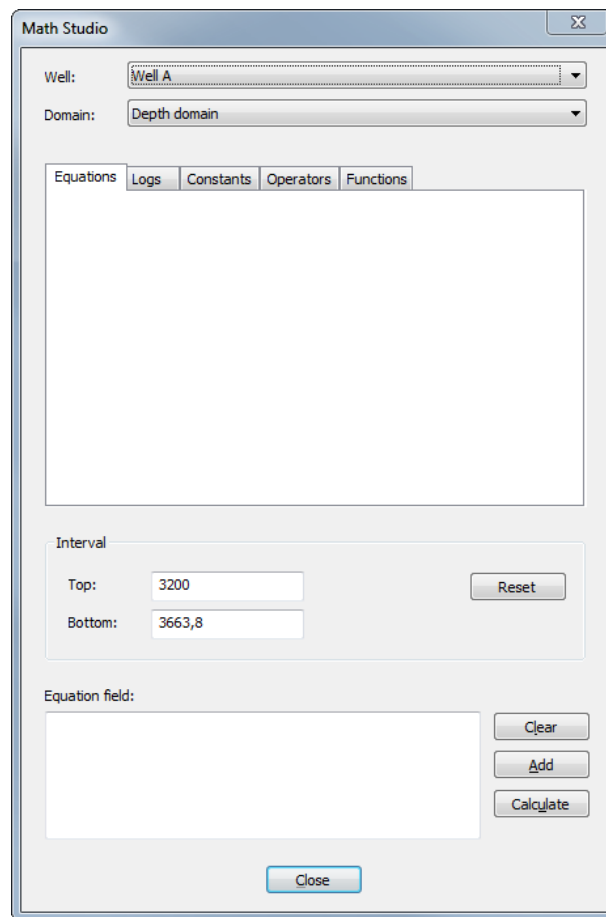 Math Studio
Well: Well A
Domain: Depth domain
Equations Logs Constants Operators Functions
Interval
Top: 3200 Reset
Bottom: 3663,8
Equation field:
Clear
Add
Calculate
Close